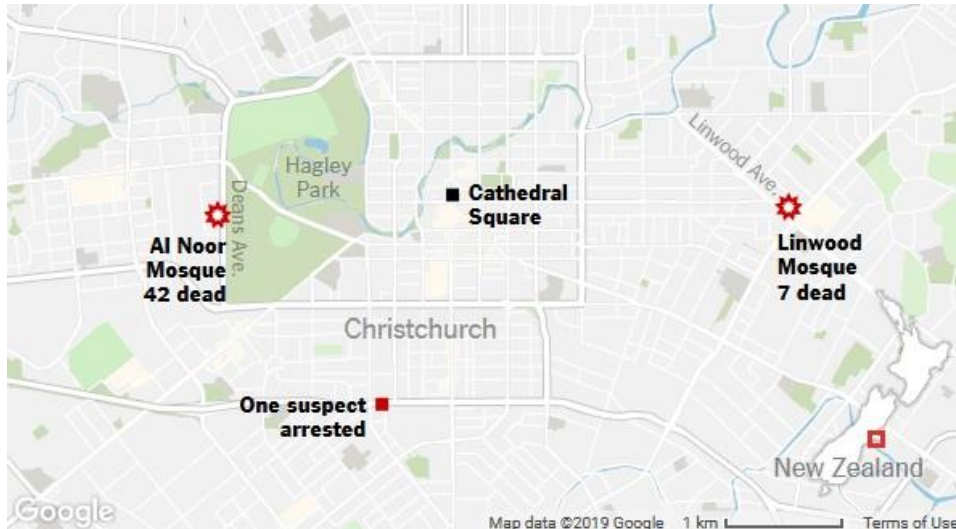 Hagley
Park
Cathedral
Square
Linwood Ave.
Deans Ave.
Al Noor
Mosque
42 dead
Linwood
Mosque
7 dead
Christchurch
One suspect
arrested
New Zealand
Google
Map data ©2019 Google 1 km Terms of Use